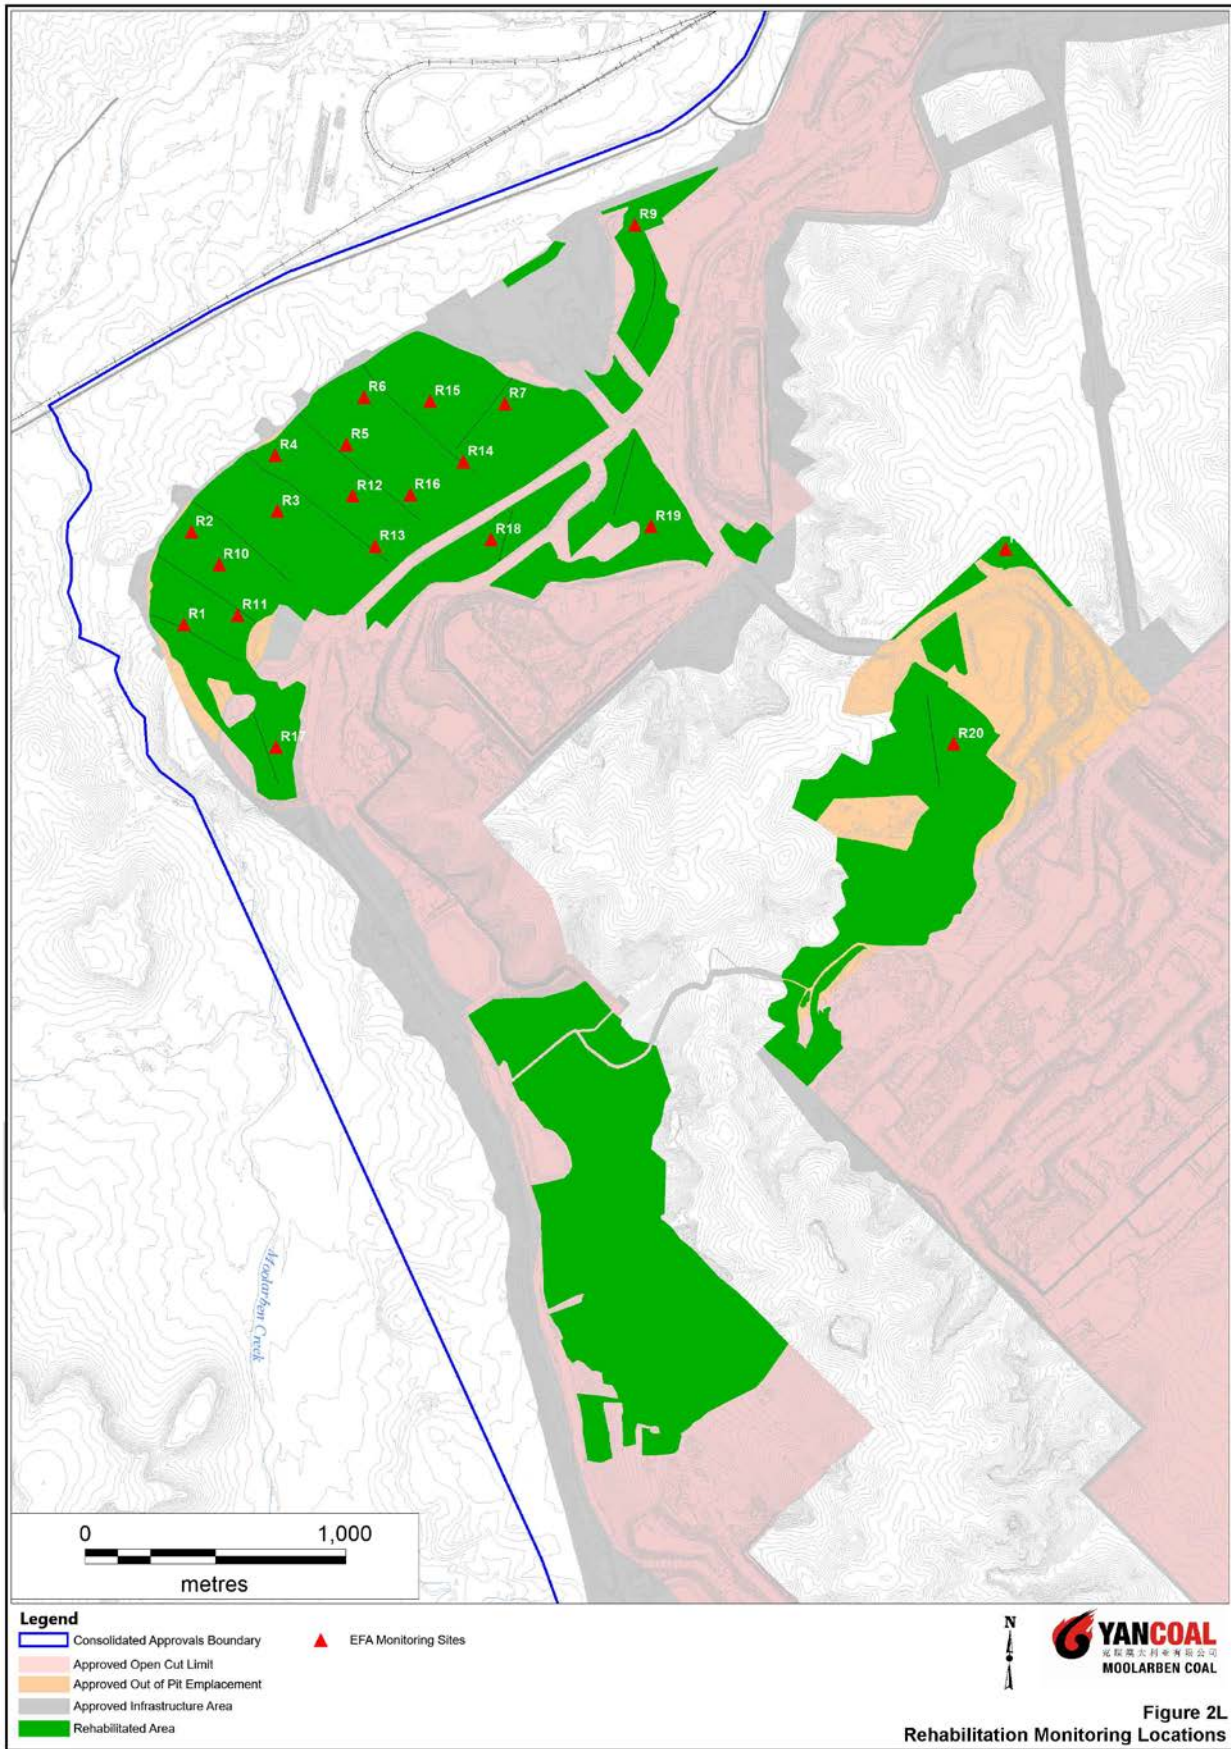 R9
R6
R15
R7
R5
R4
R14
R12
R16
R3
R2
R13
R18
R19
R10
R11
R1
R17
R20
Moolarben Creek
0 1,000
metres
Legend
Consolidated Approvals Boundary
EFA Monitoring Sites
Approved Open Cut Limit
Approved Out of Pit Emplacement
Approved Infrastructure Area
Rehabilitated Area
N
YANCOAL
MOOLARBEN COAL
Figure 2L
Rehabilitation Monitoring Locations